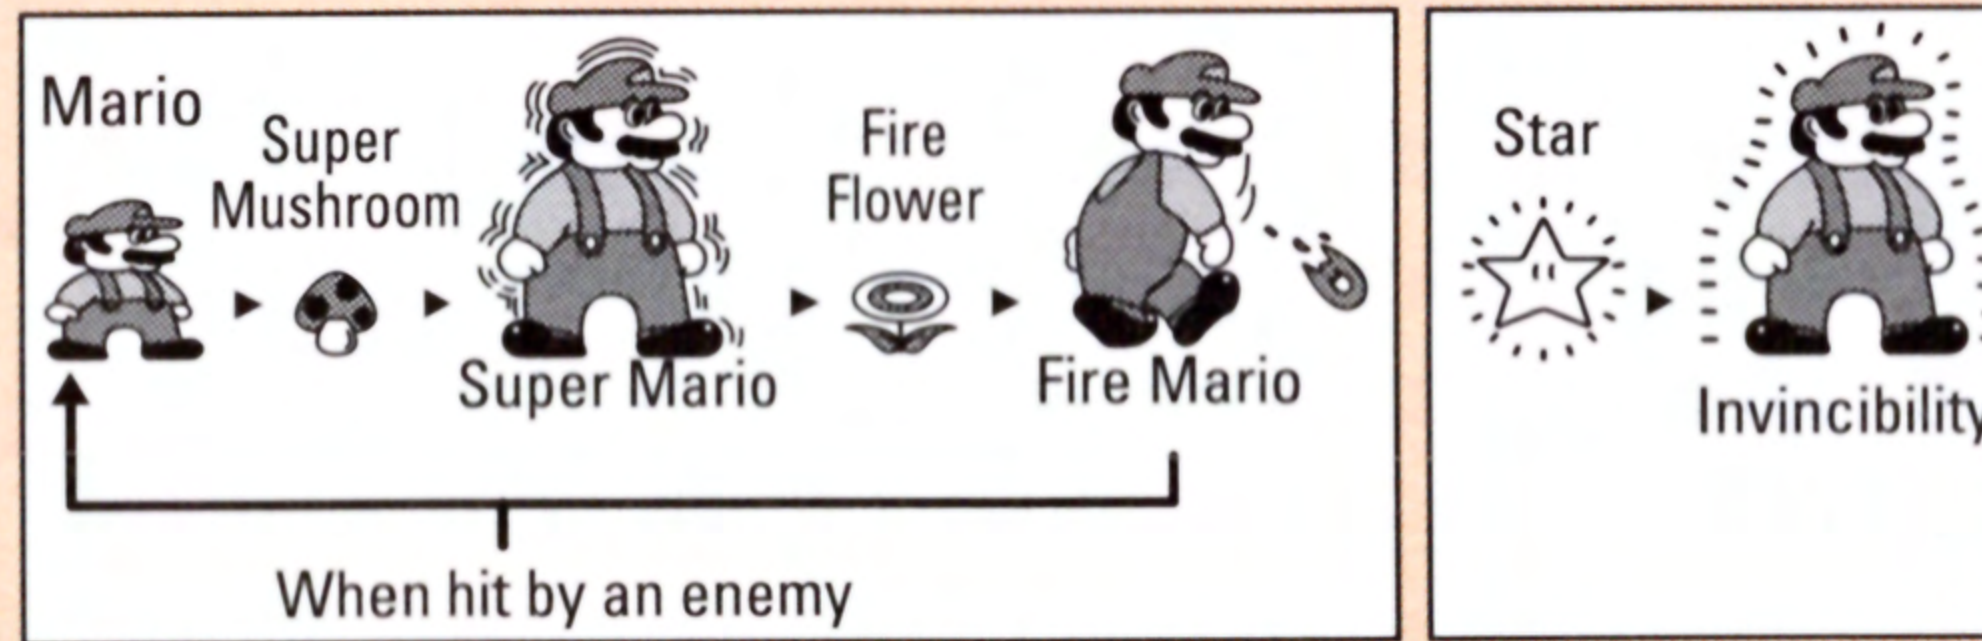 Mario
Super
Mushroom
Super Mario
Fire
Flower
Fire Mario
When hit by an enemy
Star
Invincibility